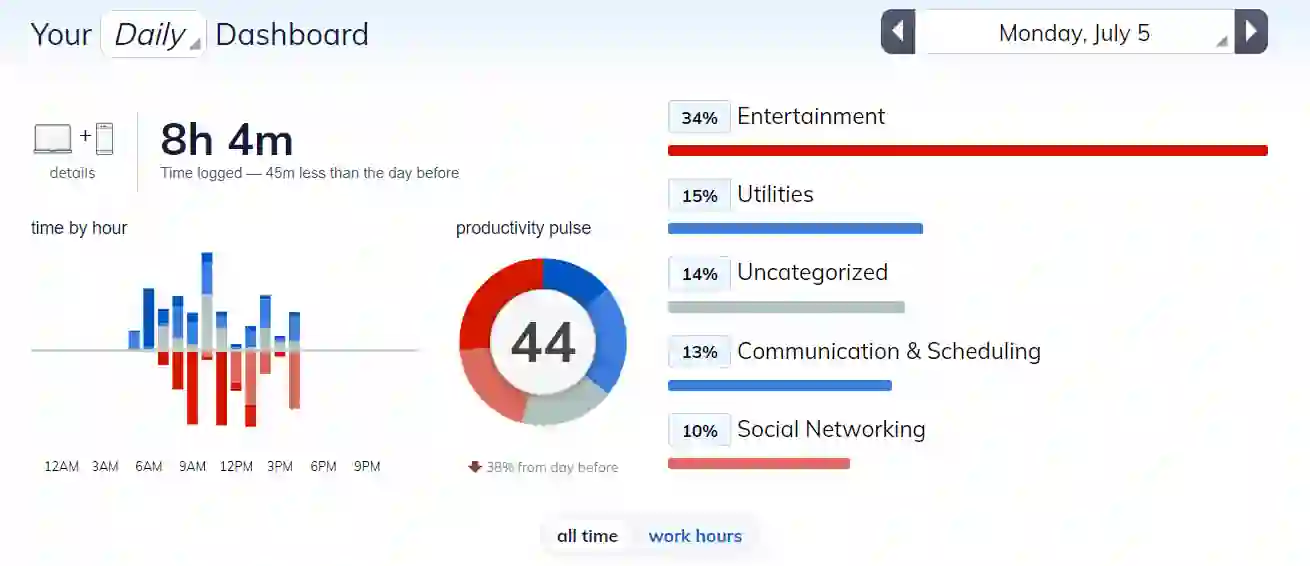 Your Daily Dashboard
Monday, July 5
+
details
8h 4m
Time logged — 45m less than the day before
time by hour
12AM 3AM 6AM 9AM 12PM 3PM 6PM 9PM
productivity pulse
44
38% from day before
34% Entertainment
15% Utilities
14% Uncategorized
13% Communication & Scheduling
10% Social Networking
all time work hours